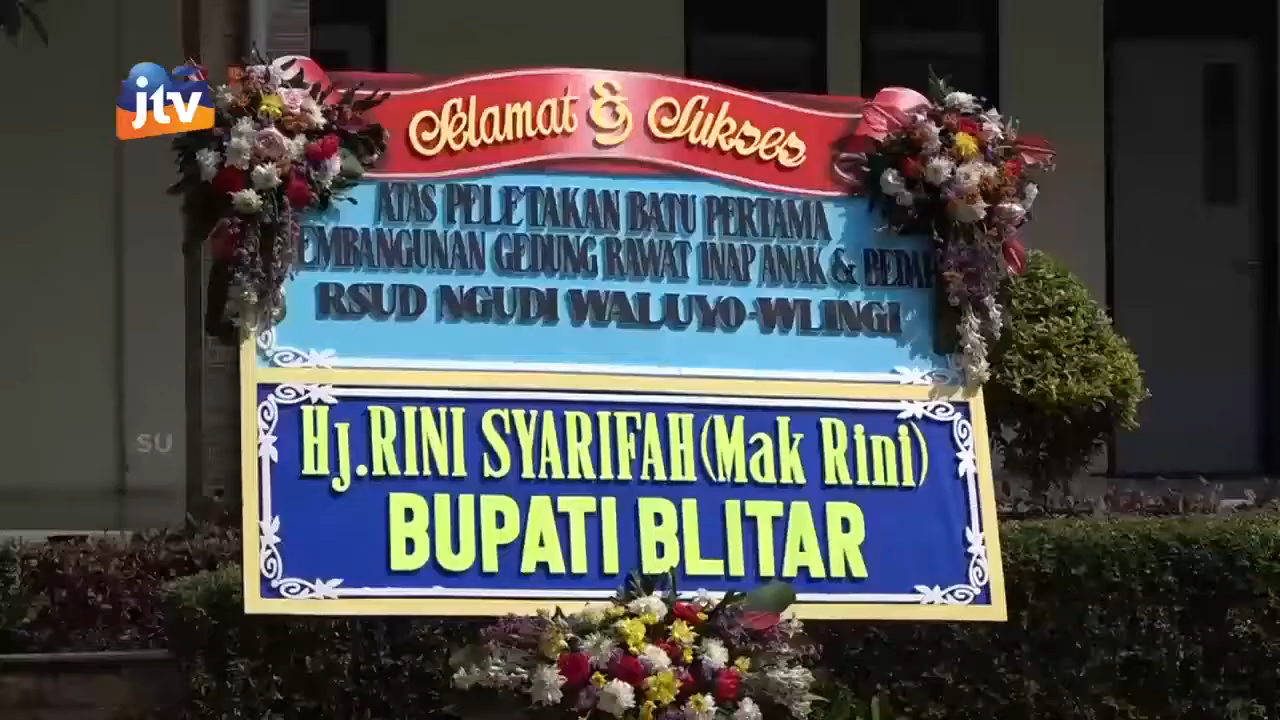 jtv
Selamat & Sukses
ATAS PELETAKAN BATU PERTAMA
EMBANGUNAN GEDUNG RAWAT INAP ANAK & BEDAH
RSUD NGUDI WALUYO-WLINGI
SU
Hj.RINI SYARIFAH (Mak Rini)
BUPATI BLITAR